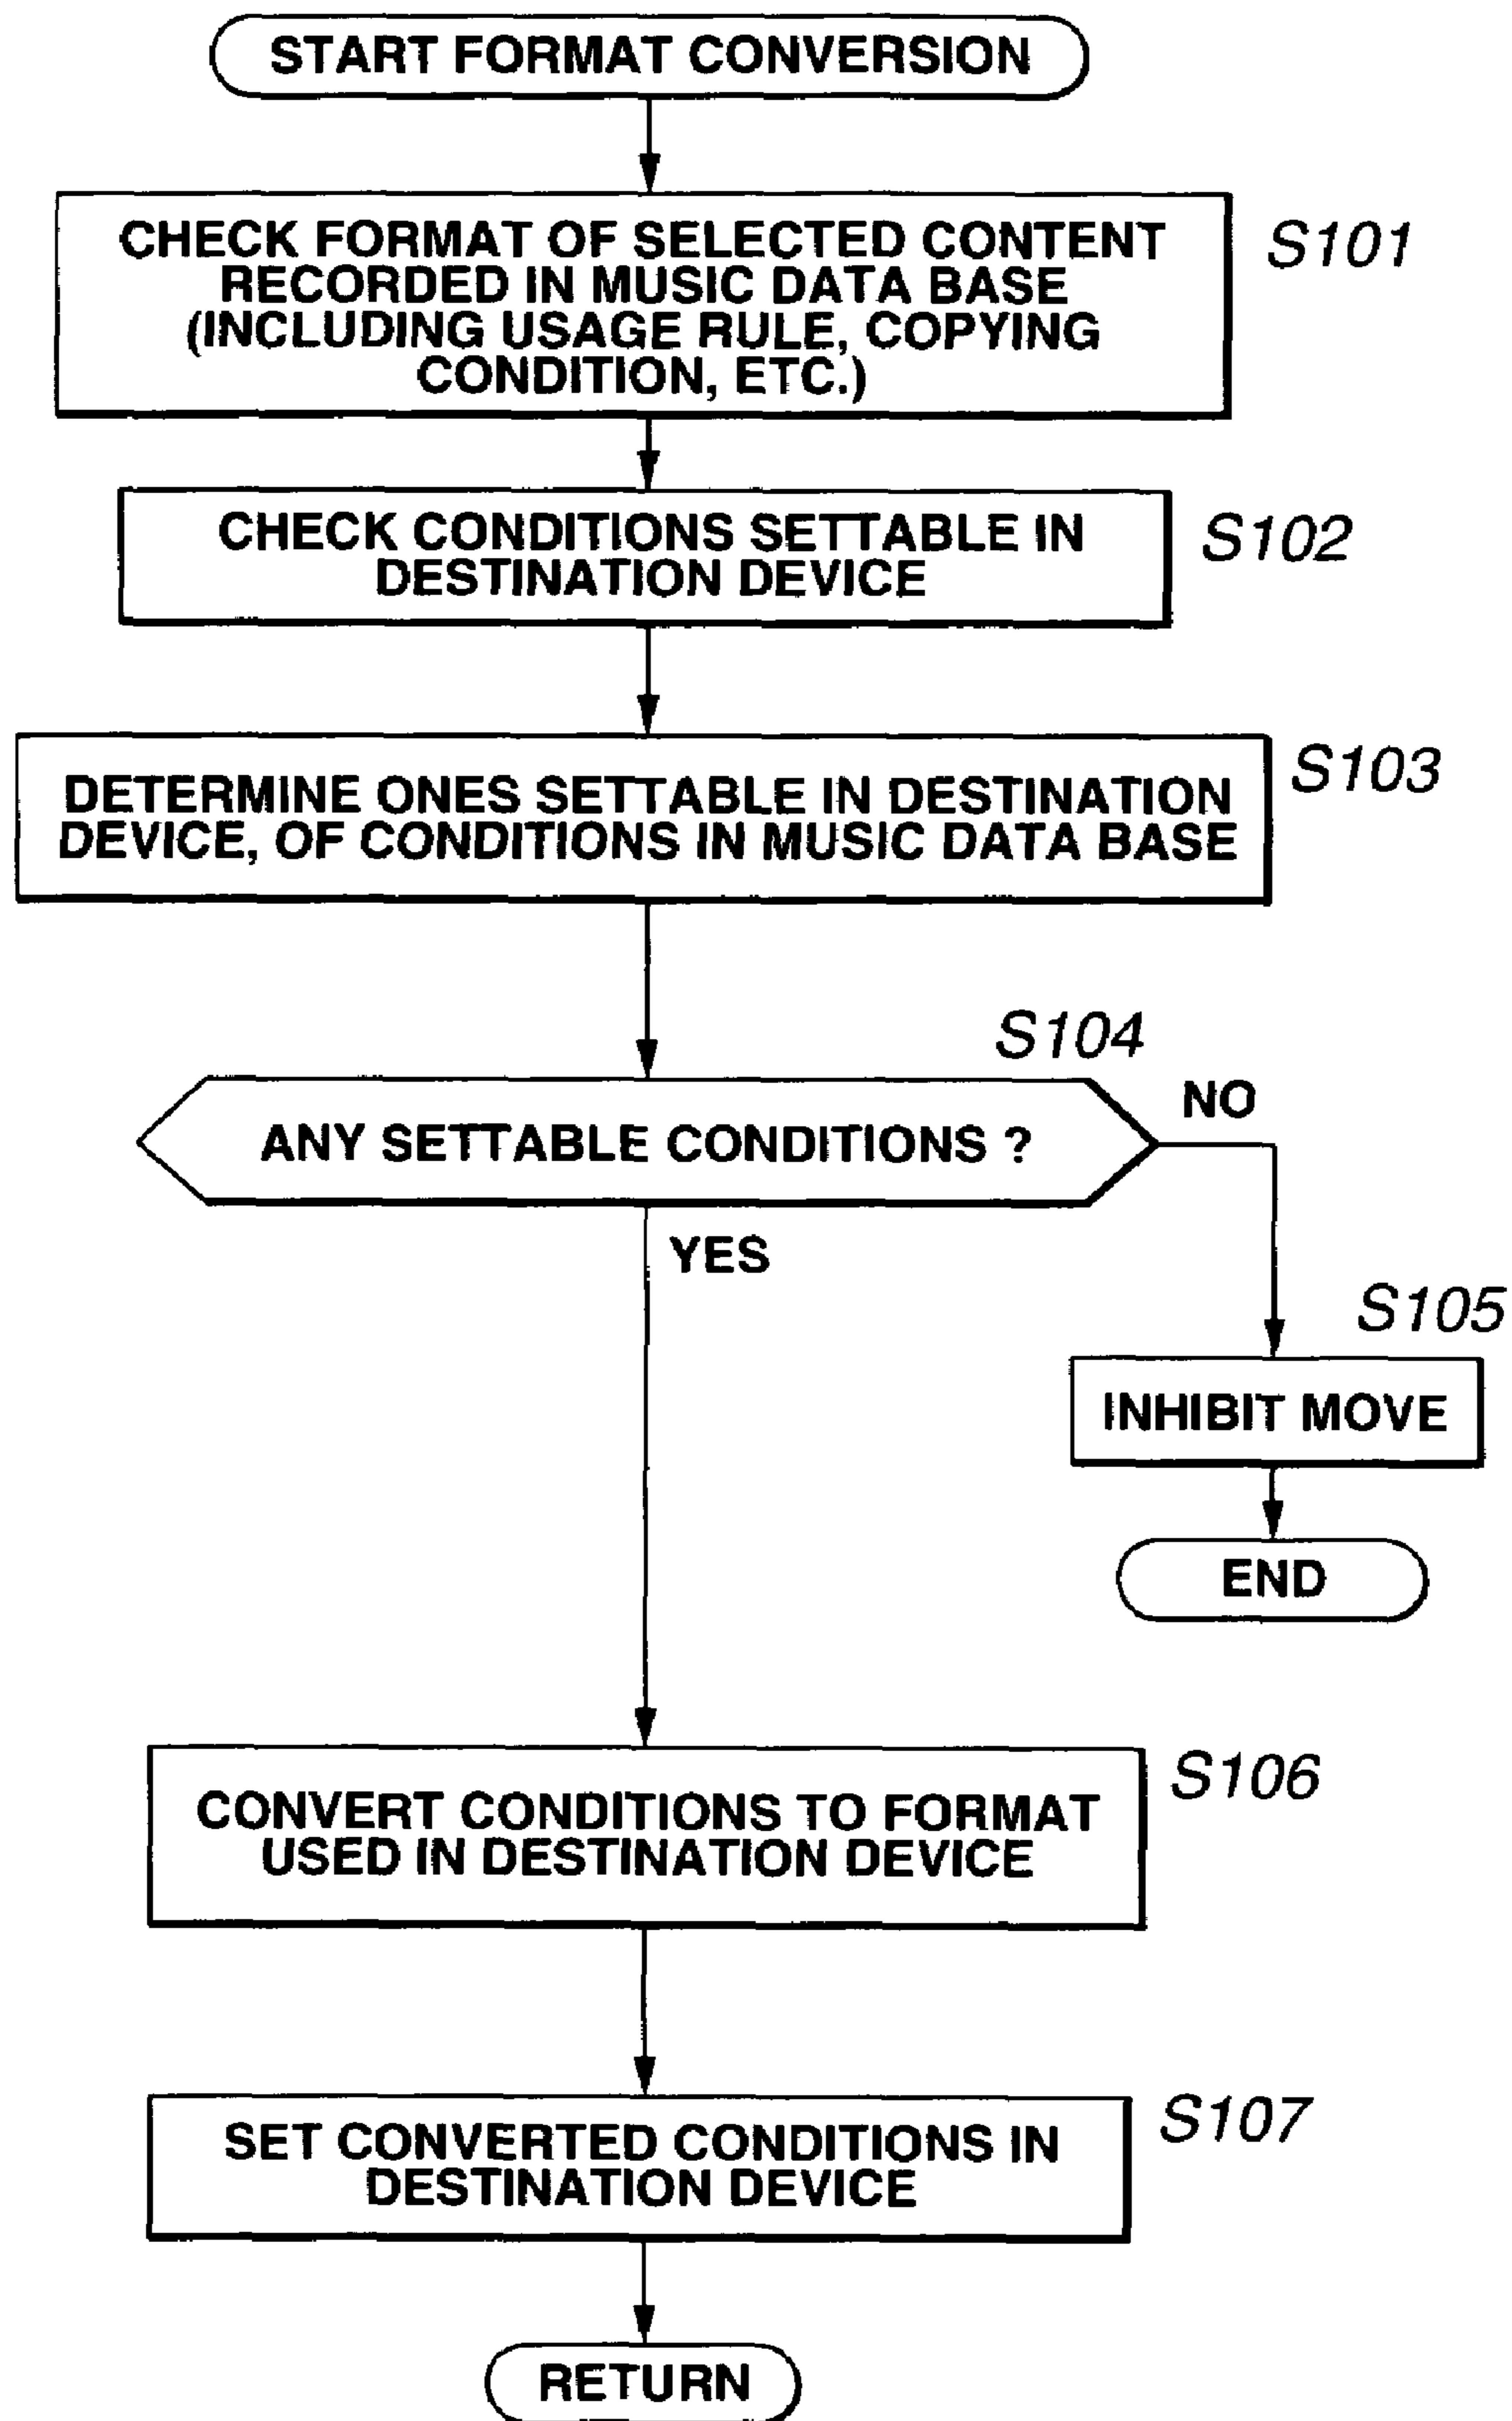 START FORMAT CONVERSION
CHECK FORMAT OF SELECTED CONTENT
RECORDED IN MUSIC DATA BASE
(INCLUDING USAGE RULE, COPYING
CONDITION, ETC.)
S101
CHECK CONDITIONS SETTABLE IN
DESTINATION DEVICE
S102
DETERMINE ONES SETTABLE IN DESTINATION
DEVICE, OF CONDITIONS IN MUSIC DATA BASE
S103
S104
ANY SETTABLE CONDITIONS ?
NO
YES
S105
INHIBIT MOVE
END
CONVERT CONDITIONS TO FORMAT
USED IN DESTINATION DEVICE
S106
SET CONVERTED CONDITIONS IN
DESTINATION DEVICE
S107
RETURN